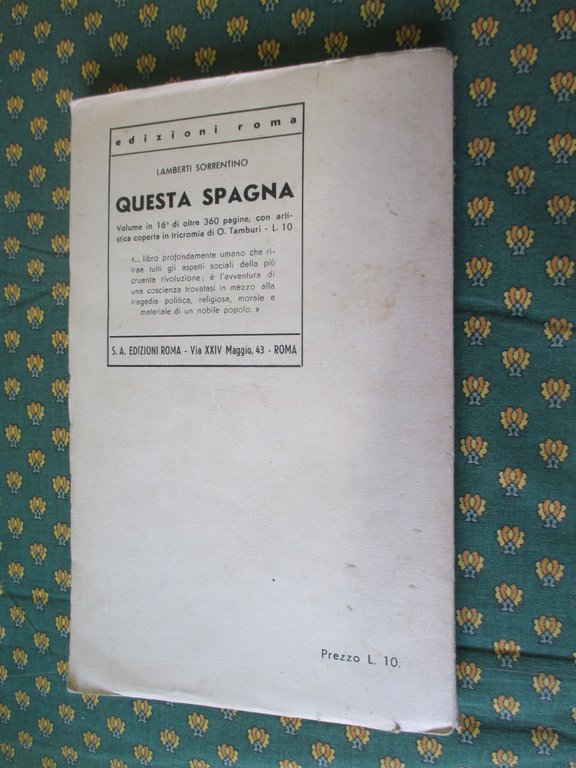 edizioni roma
LAMBERTI SORRENTINO
QUESTA SPAGNA
Volume in 16° di oltre 360 pagine, con arti-
stica coperta in tricromia di O. Tamburi - L. 10
«... libro profondamente umano che ri-
trae tutti gli aspetti sociali della più
cruenta rivoluzione; è l'avventura di
una coscienza trovatasi in mezzo alla
tragedia politica, religiosa, morale e
materiale di un nobile popolo. »
S. A. EDIZIONI ROMA - Via XXIV Maggio, 43 - ROMA
Prezzo L. 10.